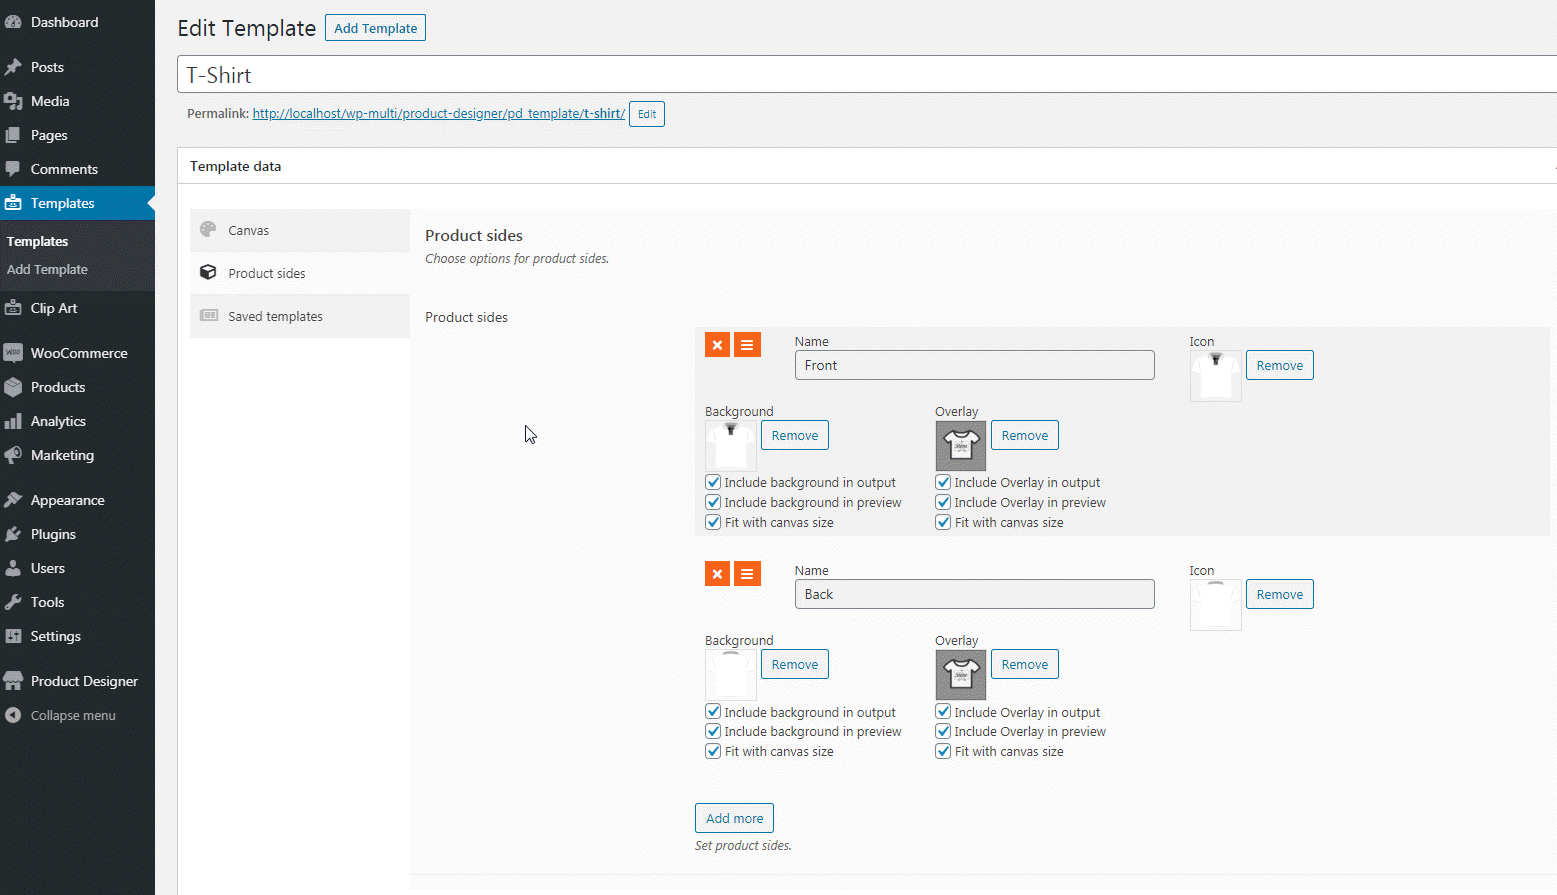 Dashboard
Posts
Media
Pages
Comments
Templates
Templates
Add Template
Clip Art
WooCommerce
Products
Analytics
Marketing
Appearance
Plugins
Users
Tools
Settings
Product Designer
Collapse menu
Edit Template Add Template
T-Shirt
Permalink: http://localhost/wp-multi/product-designer/pd_template/t-shirt/ Edit
Template data
Canvas
Product sides
Saved templates
Product sides
Choose options for product sides.
Product sides
Name Icon
Front Remove
Background Overlay
Remove Remove
Include background in output Include Overlay in output
Include background in preview Include Overlay in preview
Fit with canvas size Fit with canvas size
Name Icon
Back Remove
Background Overlay
Remove Remove
Include background in output Include Overlay in output
Include background in preview Include Overlay in preview
Fit with canvas size Fit with canvas size
Add more
Set product sides.